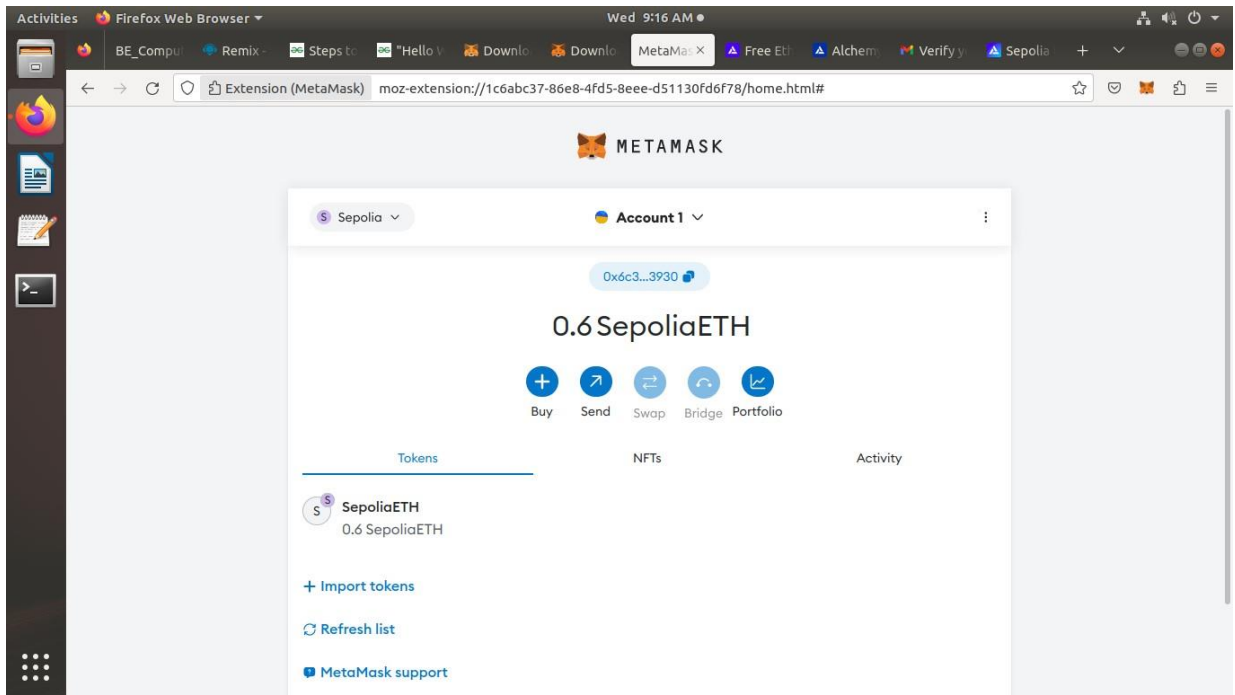 Activities Firefox Web Browser Wed 9:16 AM
BE_Comput Remix - Steps to "Hello W Downlo Downlo MetaMas Free Eth Alchem Verify y Sepolia
Extension (MetaMask) moz-extension://1c6abc37-86e8-4fd5-8eee-d51130fd6f78/home.html#
METAMASK
S Sepolia Account 1
0x6c3...3930
0.6 SepoliaETH
Buy Send Swap Bridge Portfolio
Tokens NFTs Activity
S S SepoliaETH
0.6 SepoliaETH
+ Import tokens
Refresh list
MetaMask support